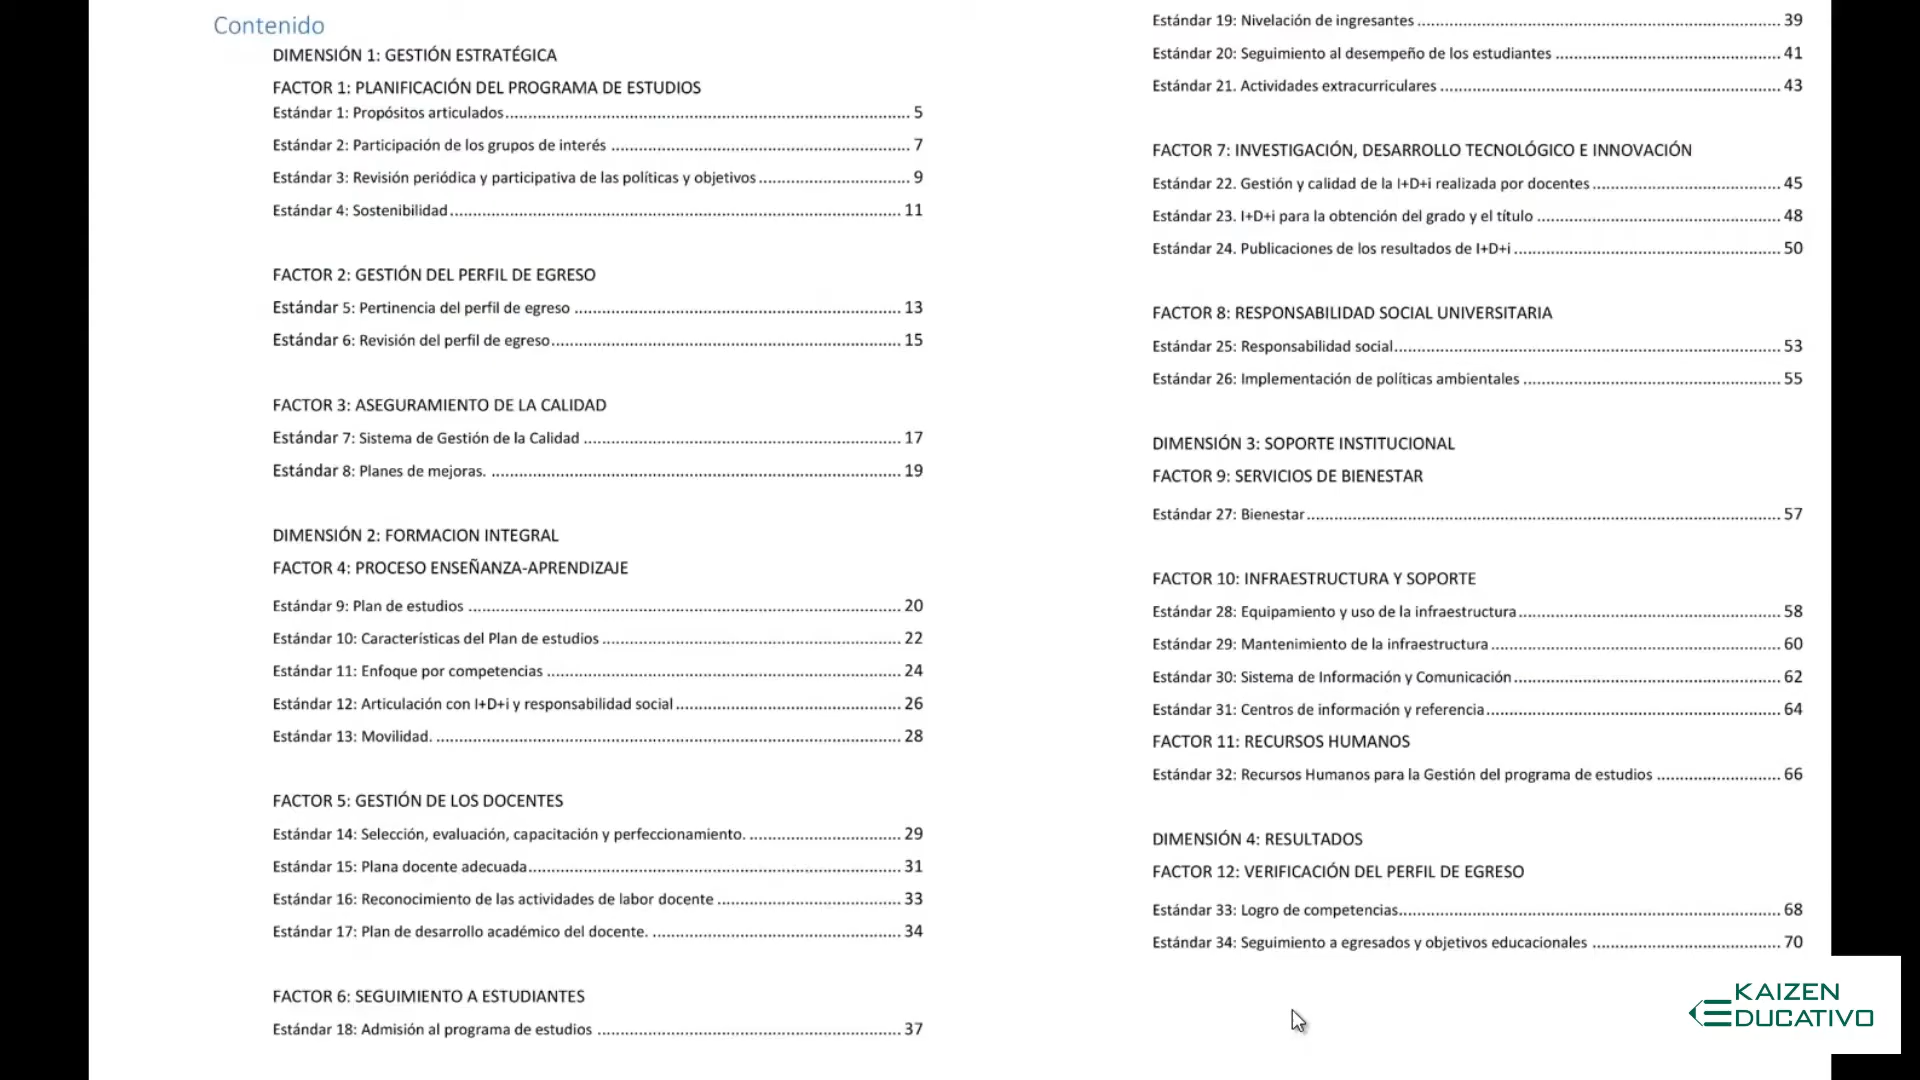 Contenido
DIMENSIÓN 1: GESTIÓN ESTRATÉGICA
FACTOR 1: PLANIFICACIÓN DEL PROGRAMA DE ESTUDIOS
Estándar 1: Propósitos articulados 5
Estándar 2: Participación de los grupos de interés 7
Estándar 3: Revisión periódica y participativa de las políticas y objetivos 9
Estándar 4: Sostenibilidad 11
FACTOR 2: GESTIÓN DEL PERFIL DE EGRESO
Estándar 5: Pertinencia del perfil de egreso 13
Estándar 6: Revisión del perfil de egreso 15
FACTOR 3: ASEGURAMIENTO DE LA CALIDAD
Estándar 7: Sistema de Gestión de la Calidad 17
Estándar 8: Planes de mejoras. 19
DIMENSIÓN 2: FORMACION INTEGRAL
FACTOR 4: PROCESO ENSEÑANZA-APRENDIZAJE
Estándar 9: Plan de estudios 20
Estándar 10: Características del Plan de estudios 22
Estándar 11: Enfoque por competencias 24
Estándar 12: Articulación con I+D+i y responsabilidad social 26
Estándar 13: Movilidad. 28
FACTOR 5: GESTIÓN DE LOS DOCENTES
Estándar 14: Selección, evaluación, capacitación y perfeccionamiento. 29
Estándar 15: Plana docente adecuada 31
Estándar 16: Reconocimiento de las actividades de labor docente 33
Estándar 17: Plan de desarrollo académico del docente. 34
FACTOR 6: SEGUIMIENTO A ESTUDIANTES
Estándar 18: Admisión al programa de estudios 37
Estándar 19: Nivelación de ingresantes 39
Estándar 20: Seguimiento al desempeño de los estudiantes 41
Estándar 21. Actividades extracurriculares 43
FACTOR 7: INVESTIGACIÓN, DESARROLLO TECNOLÓGICO E INNOVACIÓN
Estándar 22. Gestión y calidad de la I+D+i realizada por docentes 45
Estándar 23. I+D+i para la obtención del grado y el título 48
Estándar 24. Publicaciones de los resultados de I+D+i 50
FACTOR 8: RESPONSABILIDAD SOCIAL UNIVERSITARIA
Estándar 25: Responsabilidad social 53
Estándar 26: Implementación de políticas ambientales 55
DIMENSIÓN 3: SOPORTE INSTITUCIONAL
FACTOR 9: SERVICIOS DE BIENESTAR
Estándar 27: Bienestar 57
FACTOR 10: INFRAESTRUCTURA Y SOPORTE
Estándar 28: Equipamiento y uso de la infraestructura 58
Estándar 29: Mantenimiento de la infraestructura 60
Estándar 30: Sistema de Información y Comunicación 62
Estándar 31: Centros de información y referencia 64
FACTOR 11: RECURSOS HUMANOS
Estándar 32: Recursos Humanos para la Gestión del programa de estudios 66
DIMENSIÓN 4: RESULTADOS
FACTOR 12: VERIFICACIÓN DEL PERFIL DE EGRESO
Estándar 33: Logro de competencias 68
Estándar 34: Seguimiento a egresados y objetivos educacionales 70
KAIZEN
EDUCATIVO